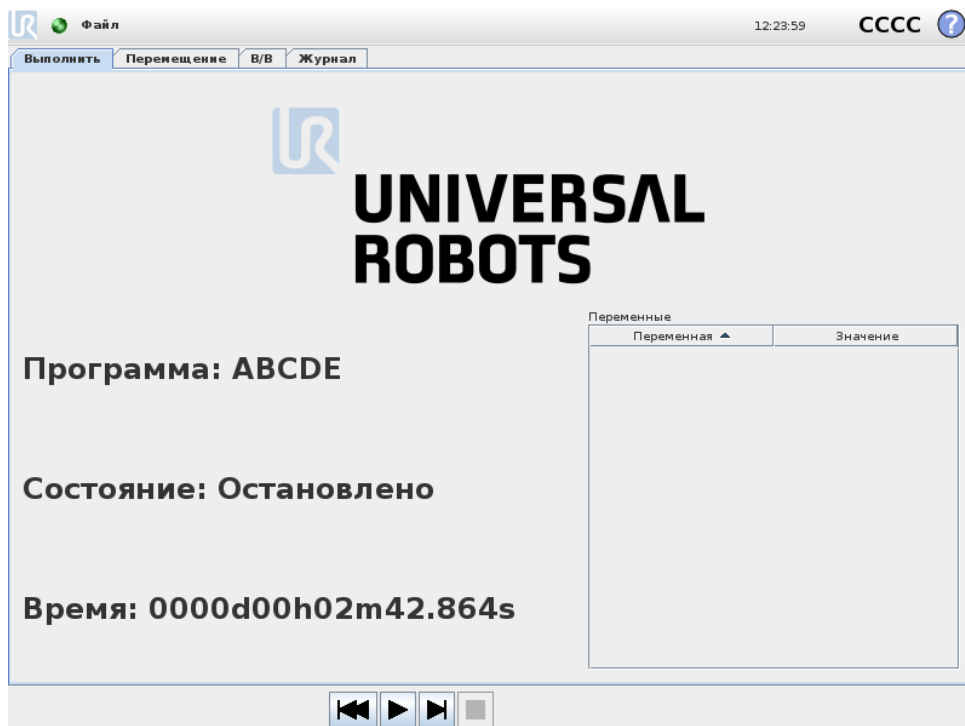 Файл 12:23:59 CCCC ?
Выполнить Перемещение В/В Журнал
UR
UNIVERSAL
ROBOTS
Переменные
Переменная Значение
Программа: ABCDE
Состояние: Остановлено
Время: 0000d00h02m42.864s